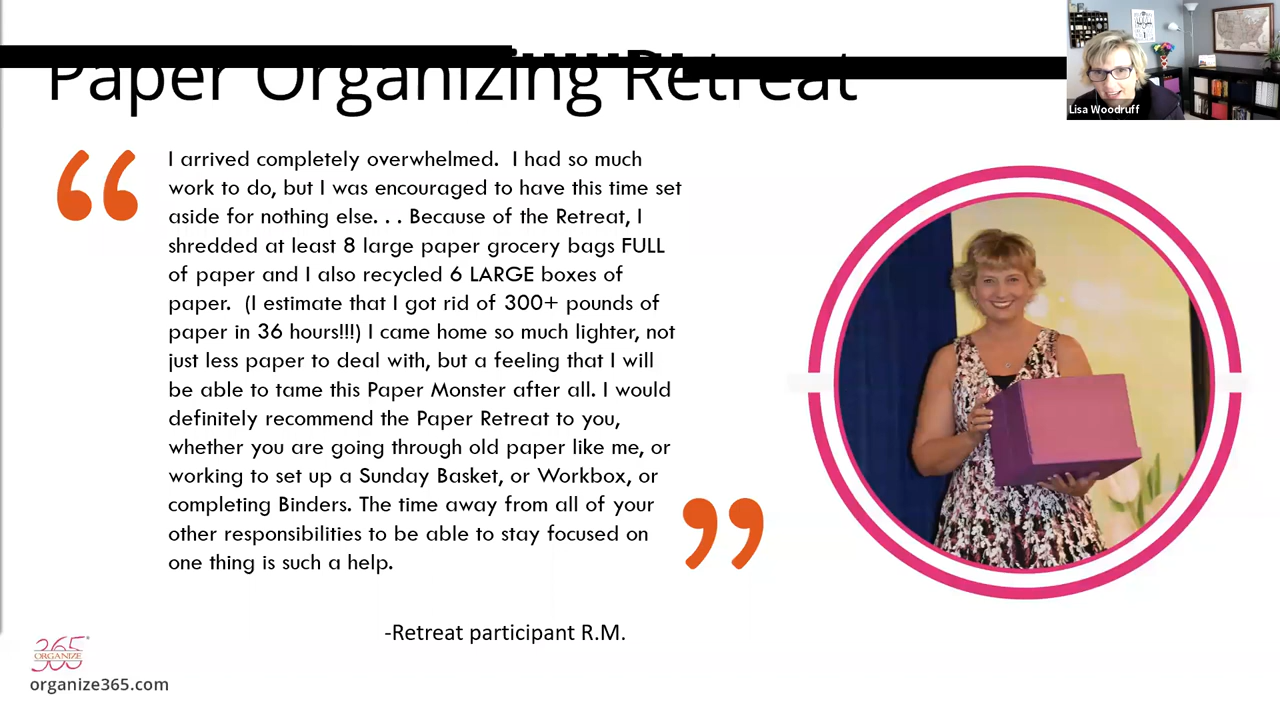 Paper Organizing Retreat
Lisa Woodruff
“ I arrived completely overwhelmed.  I had so much
work to do, but I was encouraged to have this time set
aside for nothing else. . . Because of the Retreat, I
shredded at least 8 large paper grocery bags FULL
of paper and I also recycled 6 LARGE boxes of
paper.  (I estimate that I got rid of 300+ pounds of
paper in 36 hours!!!) I came home so much lighter, not
just less paper to deal with, but a feeling that I will
be able to tame this Paper Monster after all. I would
definitely recommend the Paper Retreat to you,
whether you are going through old paper like me, or
working to set up a Sunday Basket, or Workbox, or
completing Binders. The time away from all of your
other responsibilities to be able to stay focused on
one thing is such a help. ”
-Retreat participant R.M.
365
ORGANIZE
organize365.com